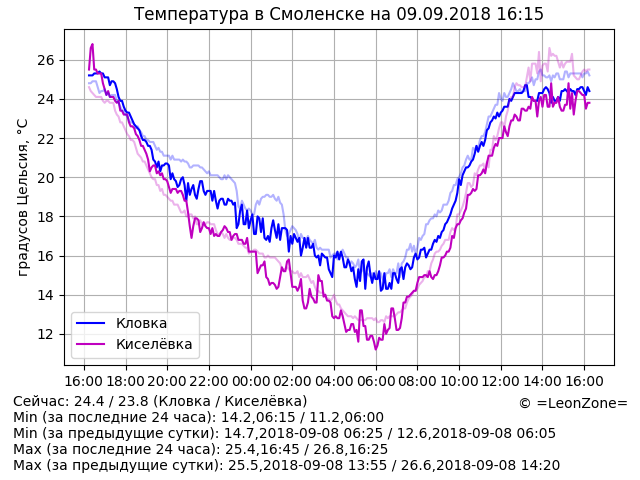 Температура в Смоленске на 09.09.2018 16:15
градусов Цельсия, °C
26
24
22
20
18
16
14
12
Кловка
Киселёвка
16:00 18:00 20:00 22:00 00:00 02:00 04:00 06:00 08:00 10:00 12:00 14:00 16:00
Сейчас: 24.4 / 23.8 (Кловка / Киселёвка)
© =LeonZone=
Min (за последние 24 часа): 14.2,06:15 / 11.2,06:00
Min (за предыдущие сутки): 14.7,2018-09-08 06:25 / 12.6,2018-09-08 06:05
Max (за последние 24 часа): 25.4,16:45 / 26.8,16:25
Max (за предыдущие сутки): 25.5,2018-09-08 13:55 / 26.6,2018-09-08 14:20